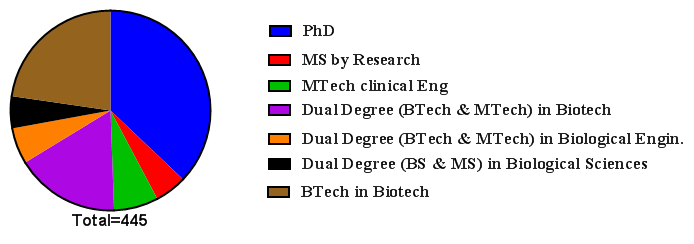 PhD
MS by Research
MTech clinical Eng
Dual Degree (BTech & MTech) in Biotech
Dual Degree (BTech & MTech) in Biological Engin.
Dual Degree (BS & MS) in Biological Sciences
BTech in Biotech
Total=445